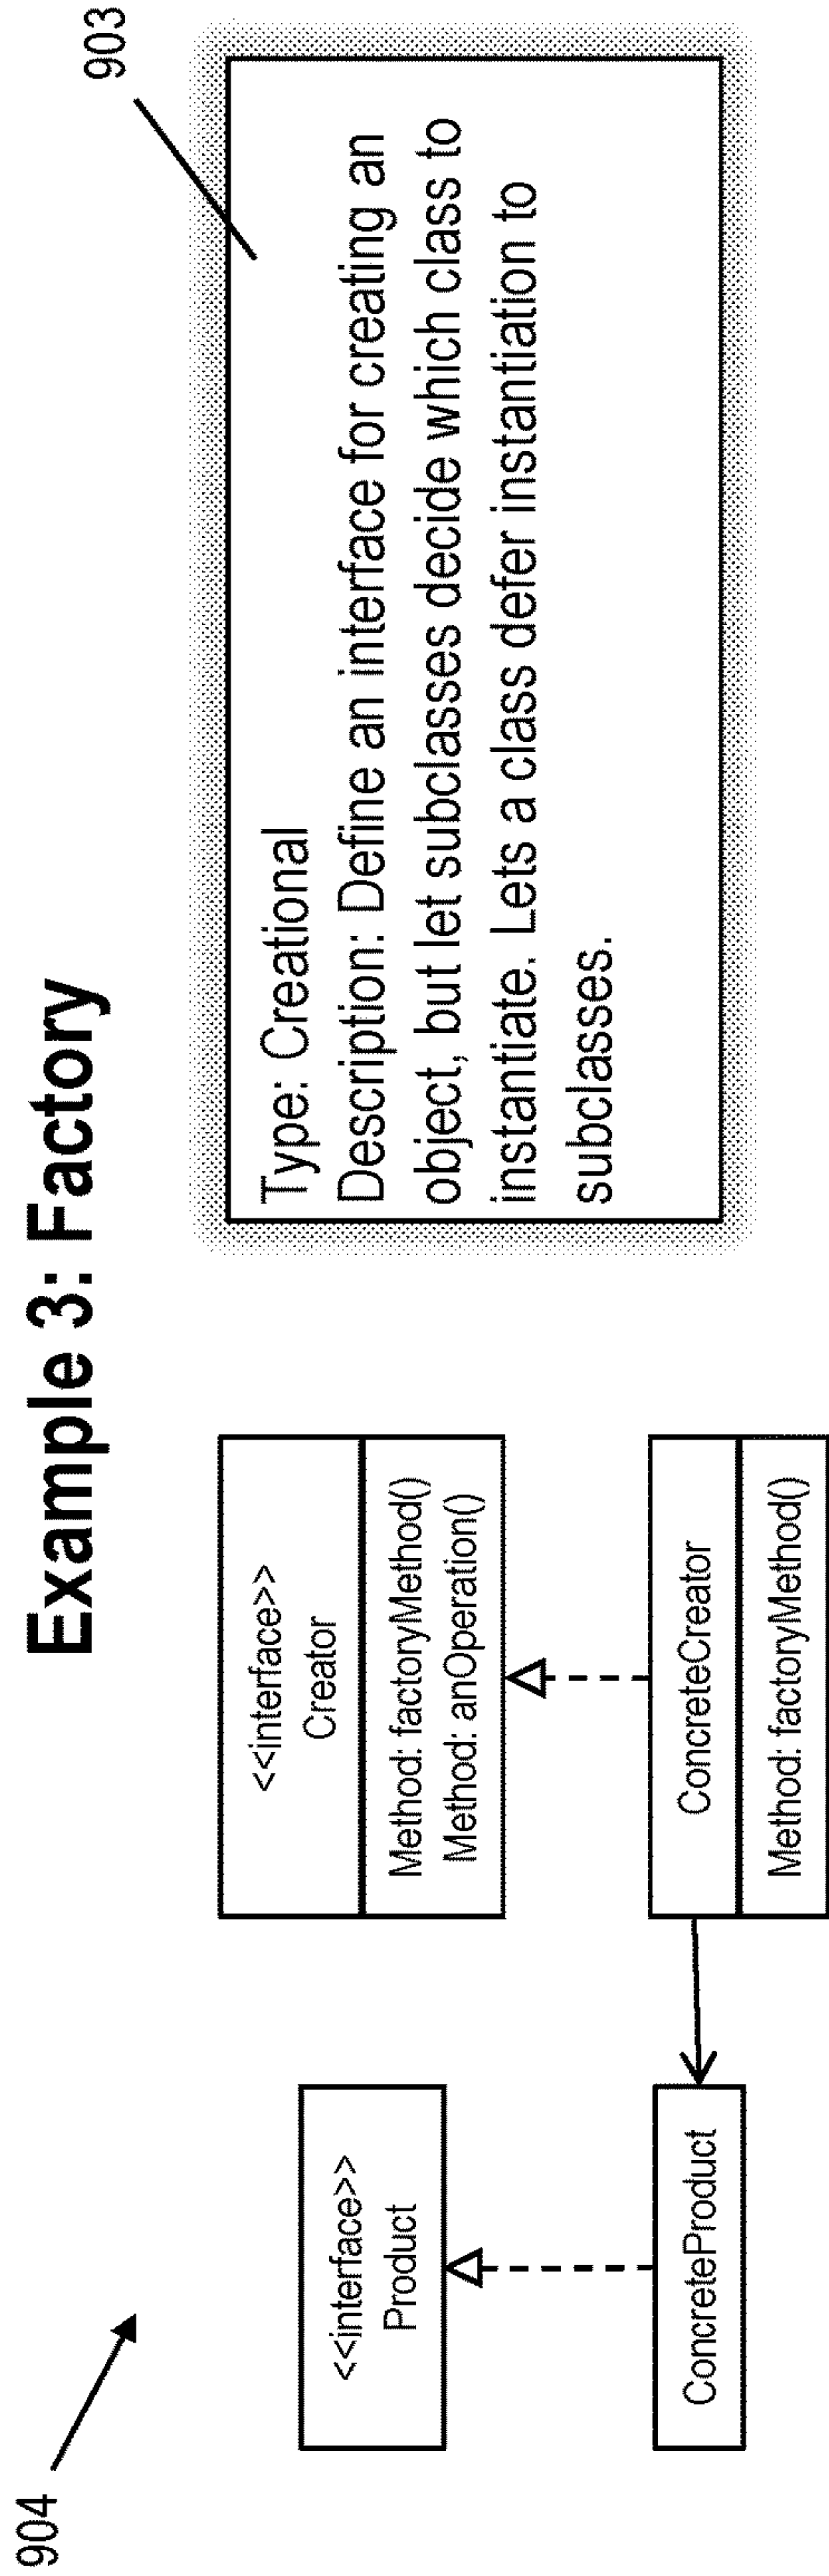 Example 3: Factory
904
<<interface>>
Product
ConcreteProduct
<<interface>>
Creator
Method: factoryMethod()
Method: anOperation()
ConcreteCreator
Method: factoryMethod()
903
Type: Creational
Description: Define an interface for creating an
object, but let subclasses decide which class to
instantiate. Lets a class defer instantiation to
subclasses.